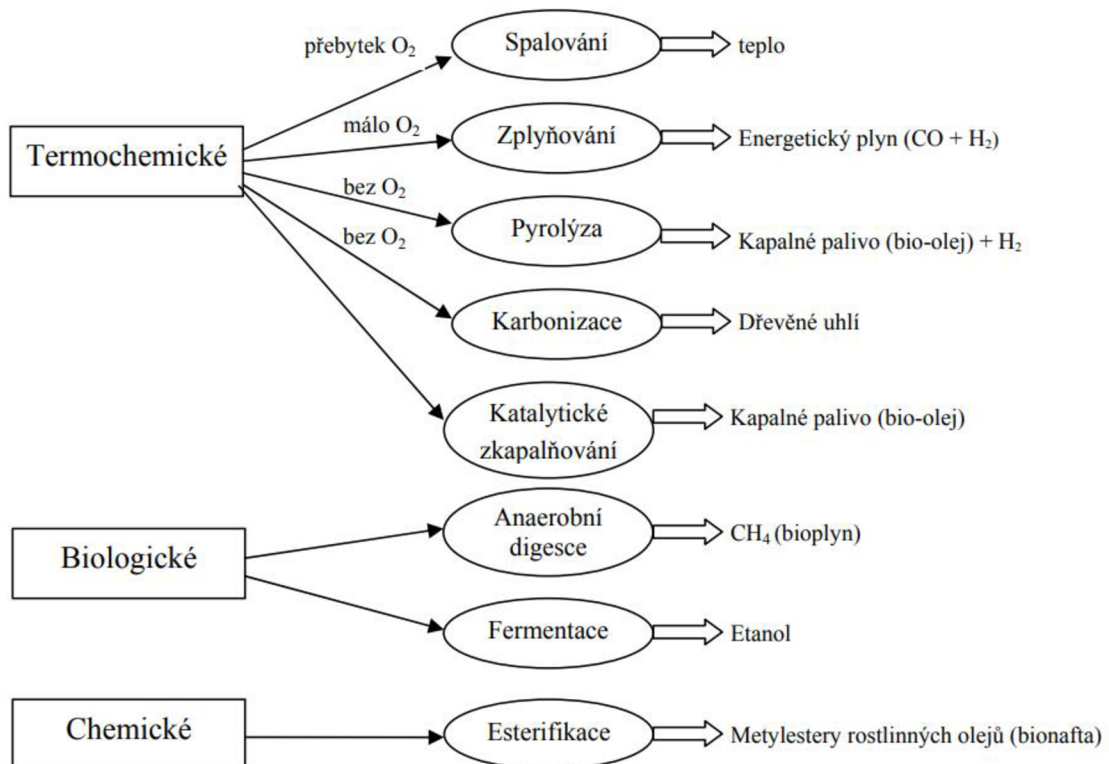 přebytek O₂
Spalování
teplo
málo O₂
Zplyňování
Energetický plyn (CO + H₂)
Termochemické
bez O₂
Pyrolýza
Kapalné palivo (bio-olej) + H₂
bez O₂
Karbonizace
Dřevěné uhlí
Katalytické
zkapalňování
Kapalné palivo (bio-olej)
Biologické
Anaerobní
digesce
CH₄ (bioplyn)
Fermentace
Etanol
Chemické
Esterifikace
Metylestery rostlinných olejů (bionafta)